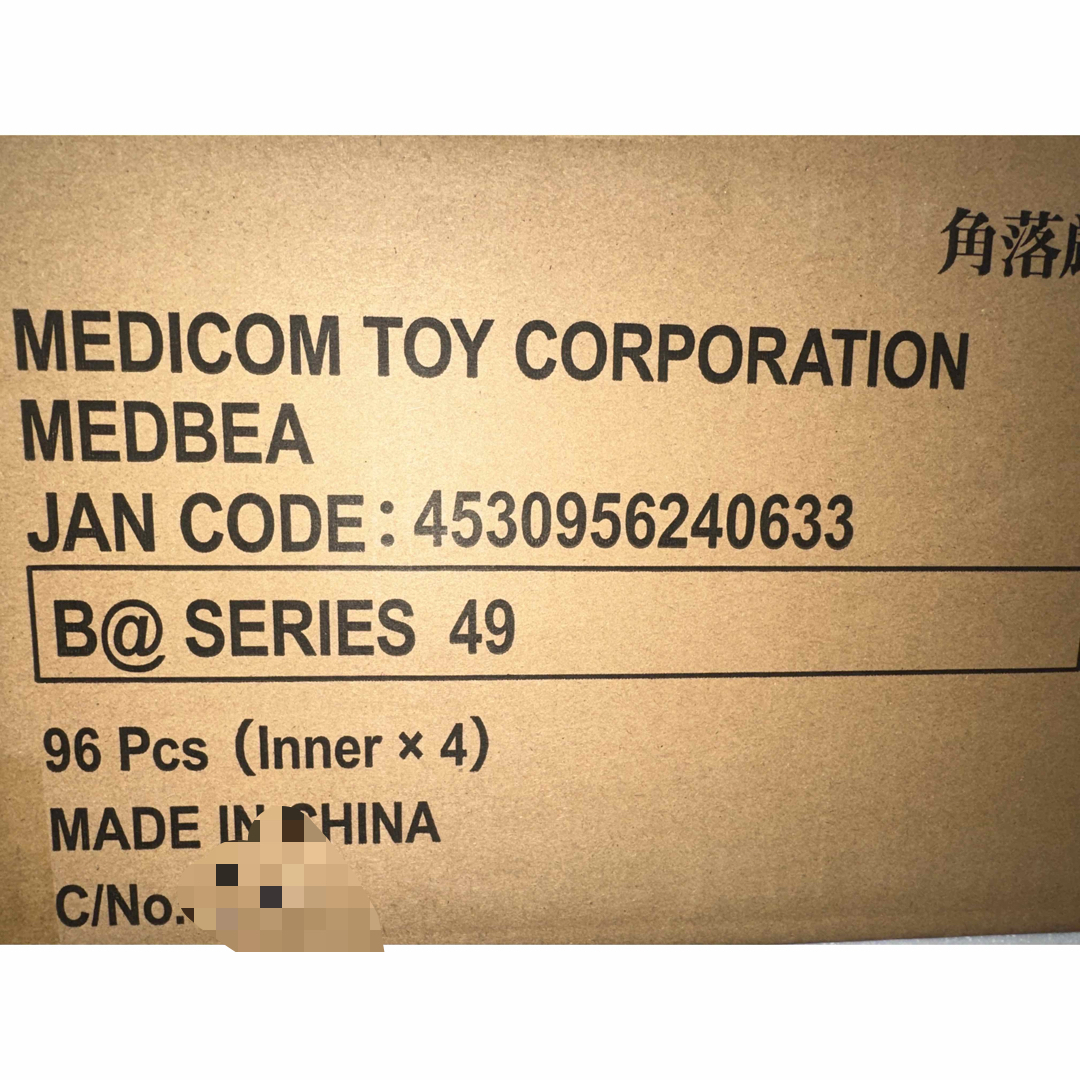 角落
MEDICOM TOY CORPORATION
MEDBEA
JAN CODE : 4530956240633
B@ SERIES 49
96 Pcs (Inner × 4)
MADE IN CHINA
C/No.